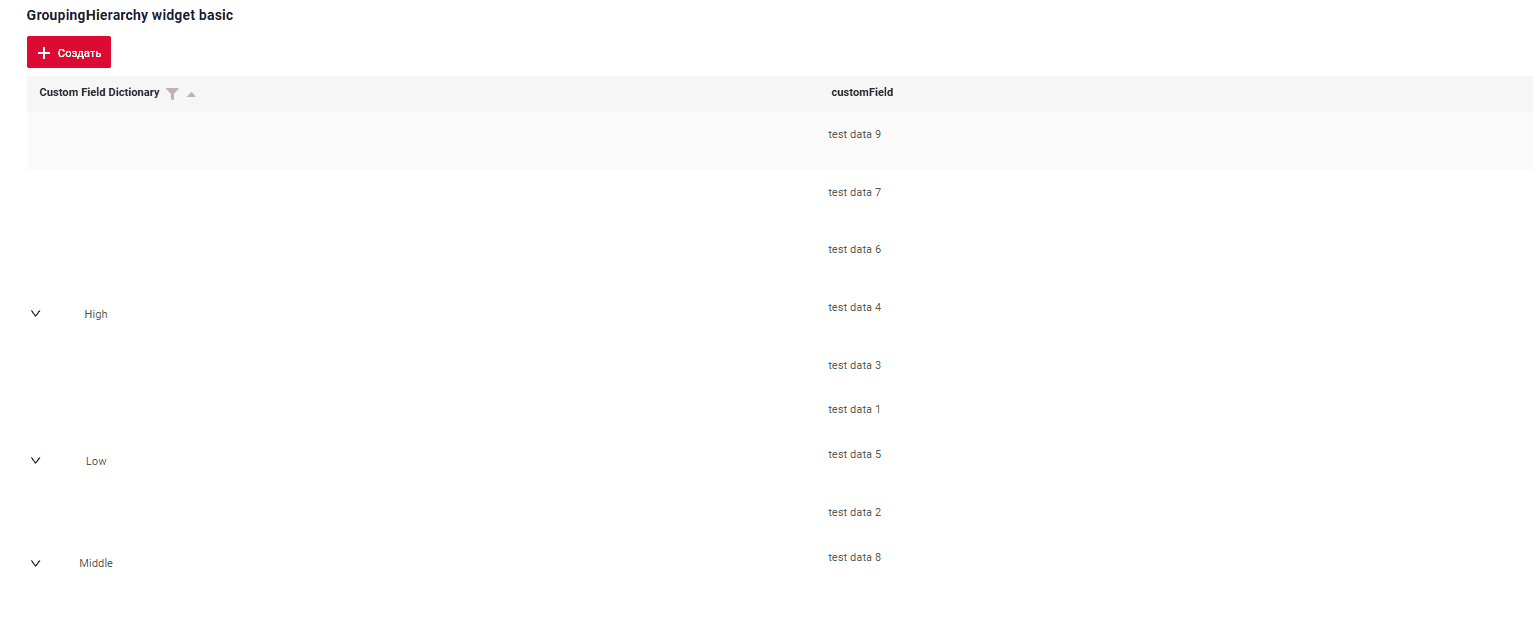 GroupingHierarchy widget basic
Создать
Custom Field Dictionary customField
test data 9
test data 7
test data 6
High test data 4
test data 3
test data 1
Low test data 5
test data 2
Middle test data 8